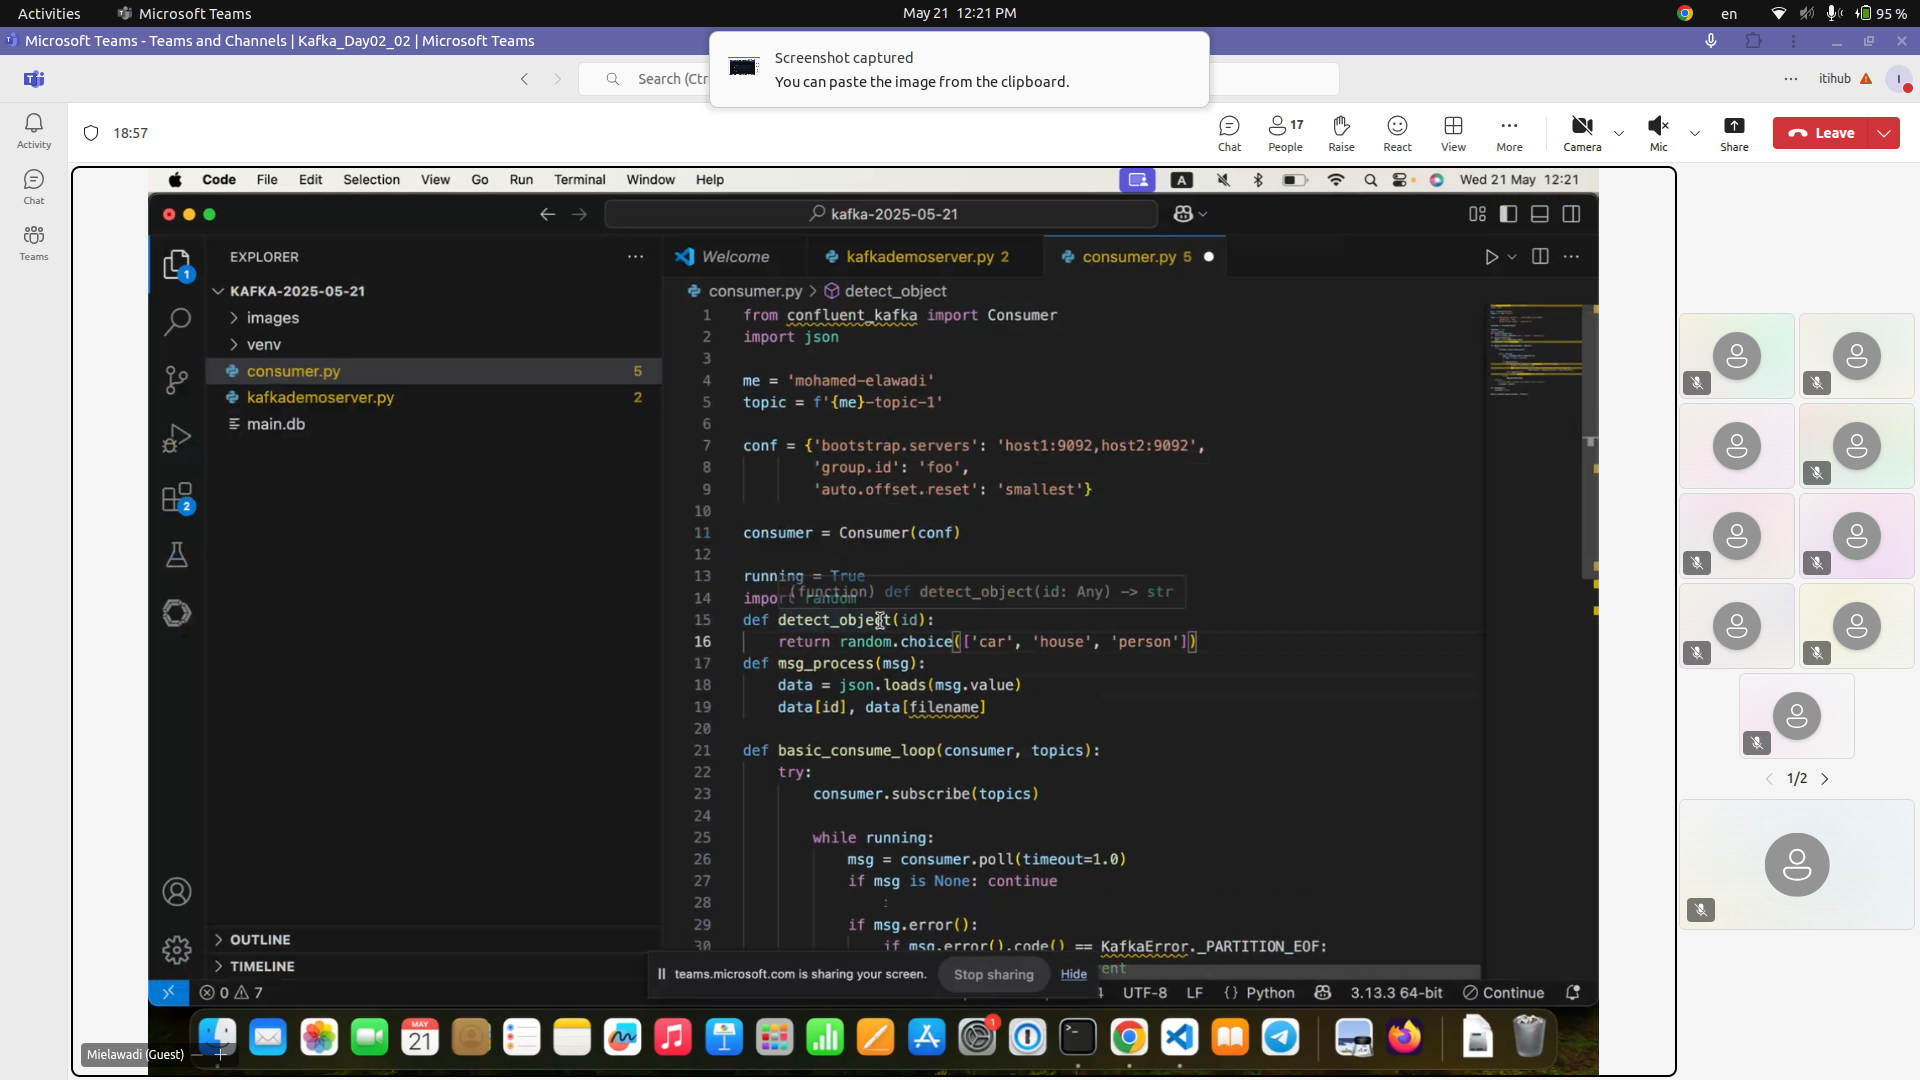 Activities
Microsoft Teams
May 21 12:21 PM
en
95 %
Microsoft Teams - Teams and Channels | Kafka_Day02_02 | Microsoft Teams
Screenshot captured
You can paste the image from the clipboard.
Search (Ctr
itihub
I
Activity
Chat
Teams
18:57
Chat
17
People
Raise
React
View
More
Camera
Mic
Share
Leave
Code File Edit Selection View Go Run Terminal Window Help
A
Wed 21 May 12:21
kafka-2025-05-21
1
2
EXPLORER
KAFKA-2025-05-21
images
venv
consumer.py 5
kafkademoserver.py 2
main.db
OUTLINE
TIMELINE
Welcome
kafkademoserver.py 2
consumer.py 5
consumer.py > detect_object
1 from confluent_kafka import Consumer
2 import json
3
4 me = 'mohamed-elawadi'
5 topic = f'{me}-topic-1'
6
7 conf = {'bootstrap.servers': 'host1:9092,host2:9092',
8 'group.id': 'foo',
9 'auto.offset.reset': 'smallest'}
10
11 consumer = Consumer(conf)
12
13 running = True
(function) def detect_object(id: Any) -> str
14 import random
15 def detect_object(id):
16 return random.choice(['car', 'house', 'person'])
17 def msg_process(msg):
18 data = json.loads(msg.value)
19 data[id], data[filename]
20
21 def basic_consume_loop(consumer, topics):
22 try:
23 consumer.subscribe(topics)
24
25 while running:
26 msg = consumer.poll(timeout=1.0)
27 if msg is None: continue
28
29 if msg.error():
30 if msg.error().code() == KafkaError._PARTITION_EOF:
ent
teams.microsoft.com is sharing your screen.
Stop sharing
Hide
0 7
4
UTF-8
LF
{} Python
3.13.3 64-bit
Continue
MAY
21
1
Mielawadi (Guest)
1/2